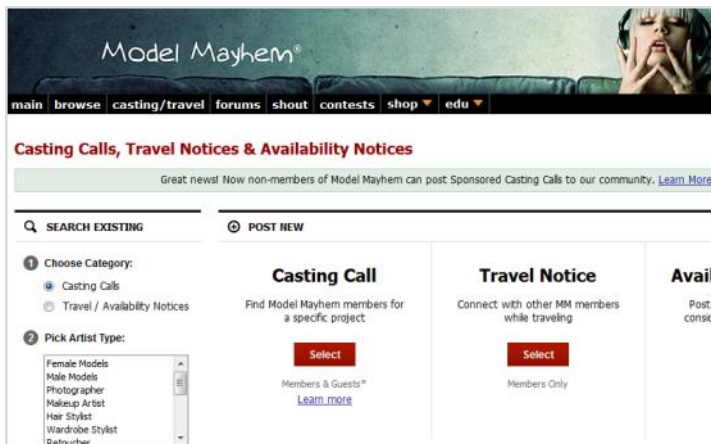 Model Mayhem®
main browse casting/travel forums shout contests shop edu
Casting Calls, Travel Notices & Availability Notices
Great news! Now non-members of Model Mayhem can post Sponsored Casting Calls to our community. Learn More
SEARCH EXISTING
1 Choose Category:
Casting Calls
Travel / Availability Notices
2 Pick Artist Type:
Female Models
Male Models
Photographer
Makeup Artist
Hair Stylist
Wardrobe Stylist
Retoucher
POST NEW
Casting Call
Find Model Mayhem members for
a specific project
Select
Members & Guests*
Learn more
Travel Notice
Connect with other MM members
while traveling
Select
Members Only
Avai
Post
consid